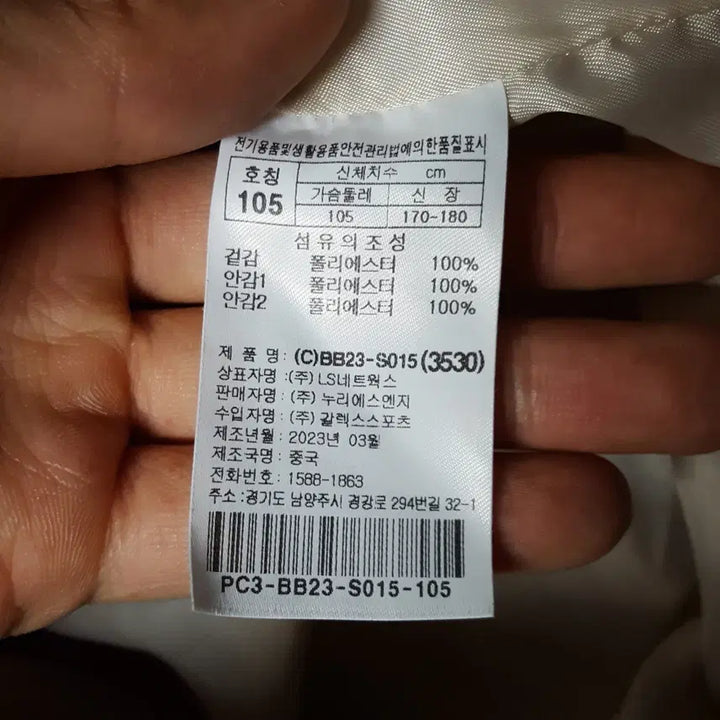 전기용품및생활용품안전관리법에의한품질표시
호칭 신체치수 cm
105 가슴둘레 신 장
105 170-180
섬유의조성
겉감 폴리에스터 100%
안감1 폴리에스터 100%
안감2 폴리에스터 100%
제 품 명: (C)BB23-S015(3530)
상표자명: (주) LS네트웍스
판매자명: (주) 누리에스엔지
수입자명: (주) 갈렉스스포츠
제조년월: 2023년 03월
제조국명: 중국
전화번호: 1588-1863
주소:경기도 남양주시 경강로 294번길 32-1
PC3-BB23-S015-105